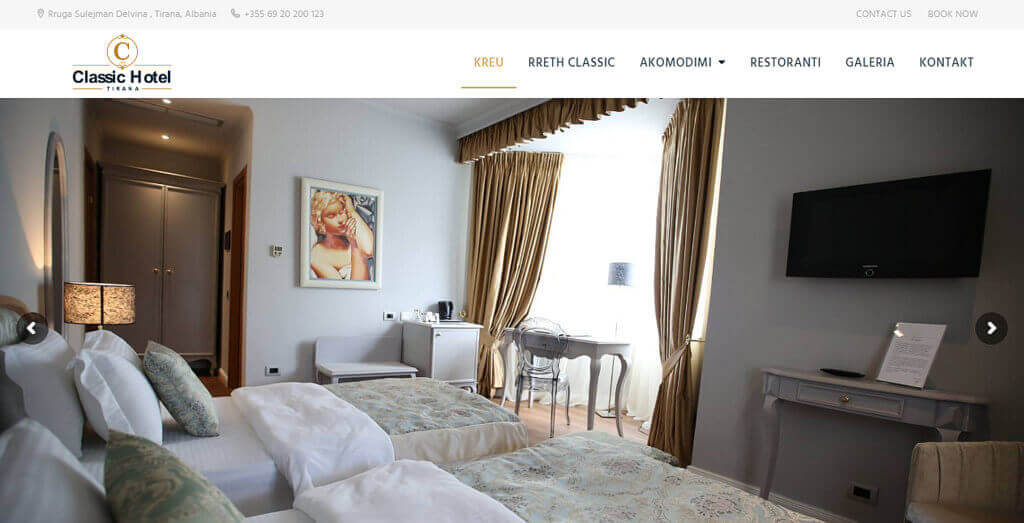 Rruga Sulejman Delvina , Tirana, Albania +355 69 20 200 123 CONTACT US BOOK NOW
C
Classic Hotel
TIRANA
KREU RRETH CLASSIC AKOMODIMI RESTORANTI GALERIA KONTAKT